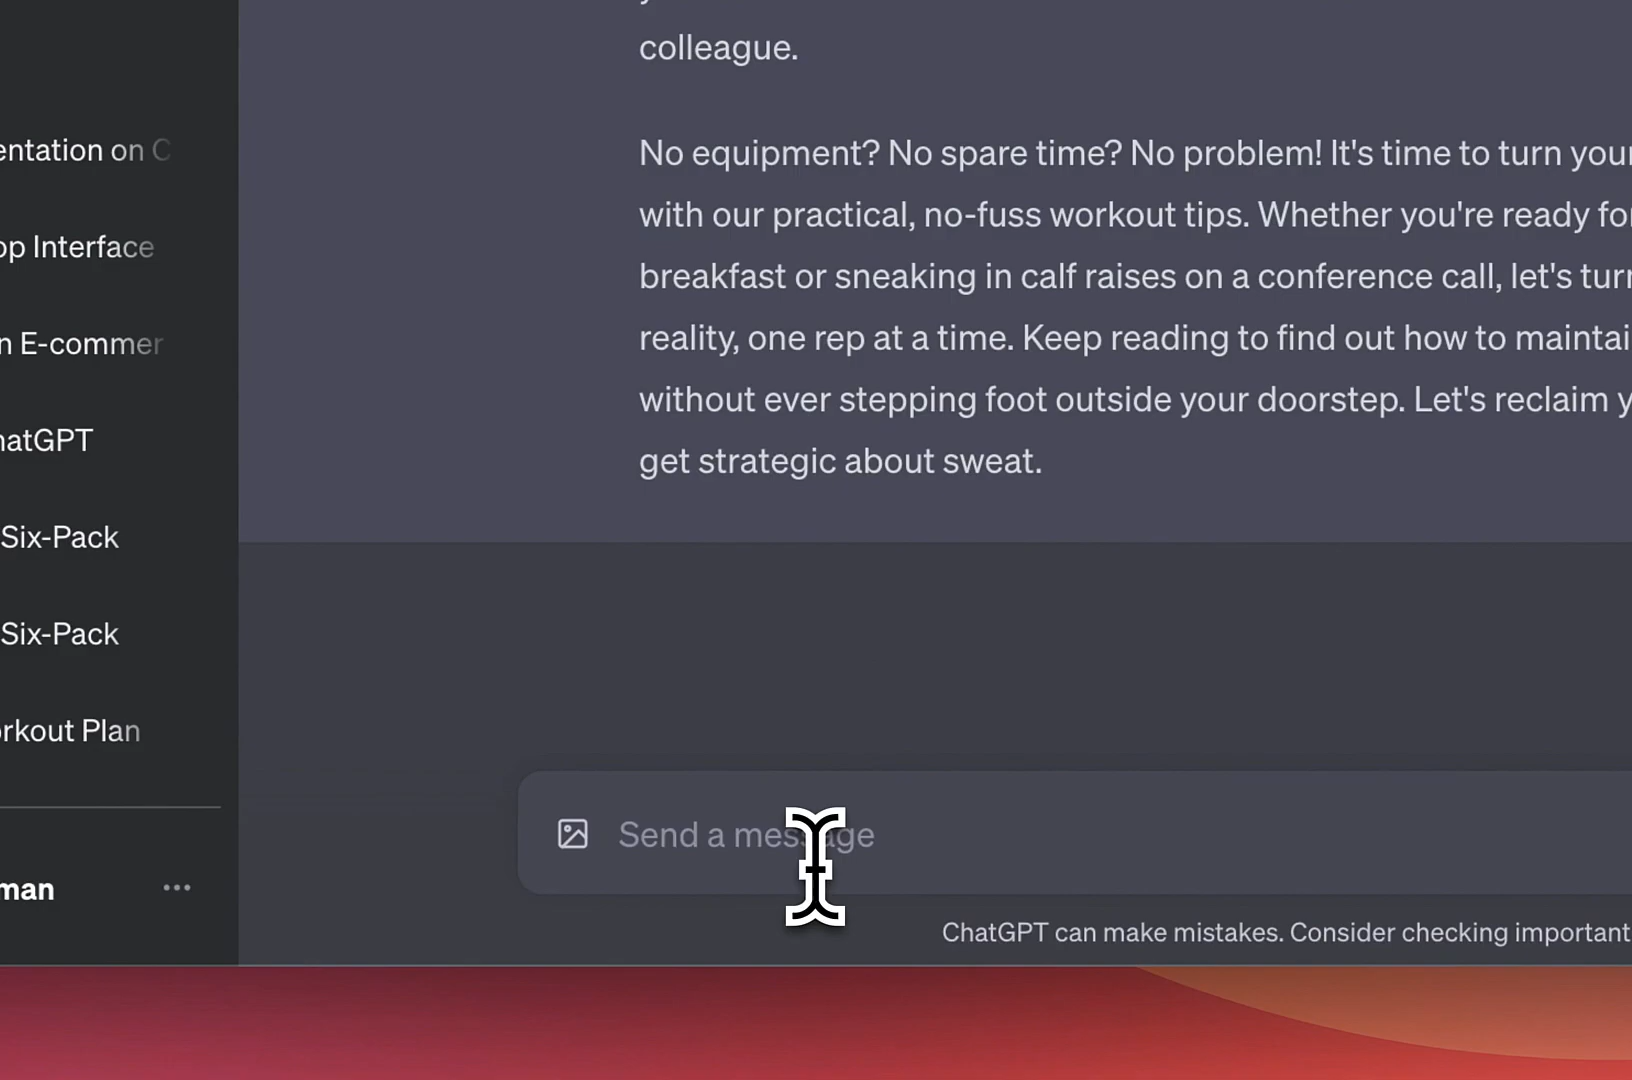 colleague.
entation on C
No equipment? No spare time? No problem! It's time to turn your
with our practical, no-fuss workout tips. Whether you're ready for
op Interface
breakfast or sneaking in calf raises on a conference call, let's turn
n E-commer
reality, one rep at a time. Keep reading to find out how to maintai
without ever stepping foot outside your doorstep. Let's reclaim y
hatGPT
get strategic about sweat.
Six-Pack
Six-Pack
orkout Plan
Send a message
man
ChatGPT can make mistakes. Consider checking important